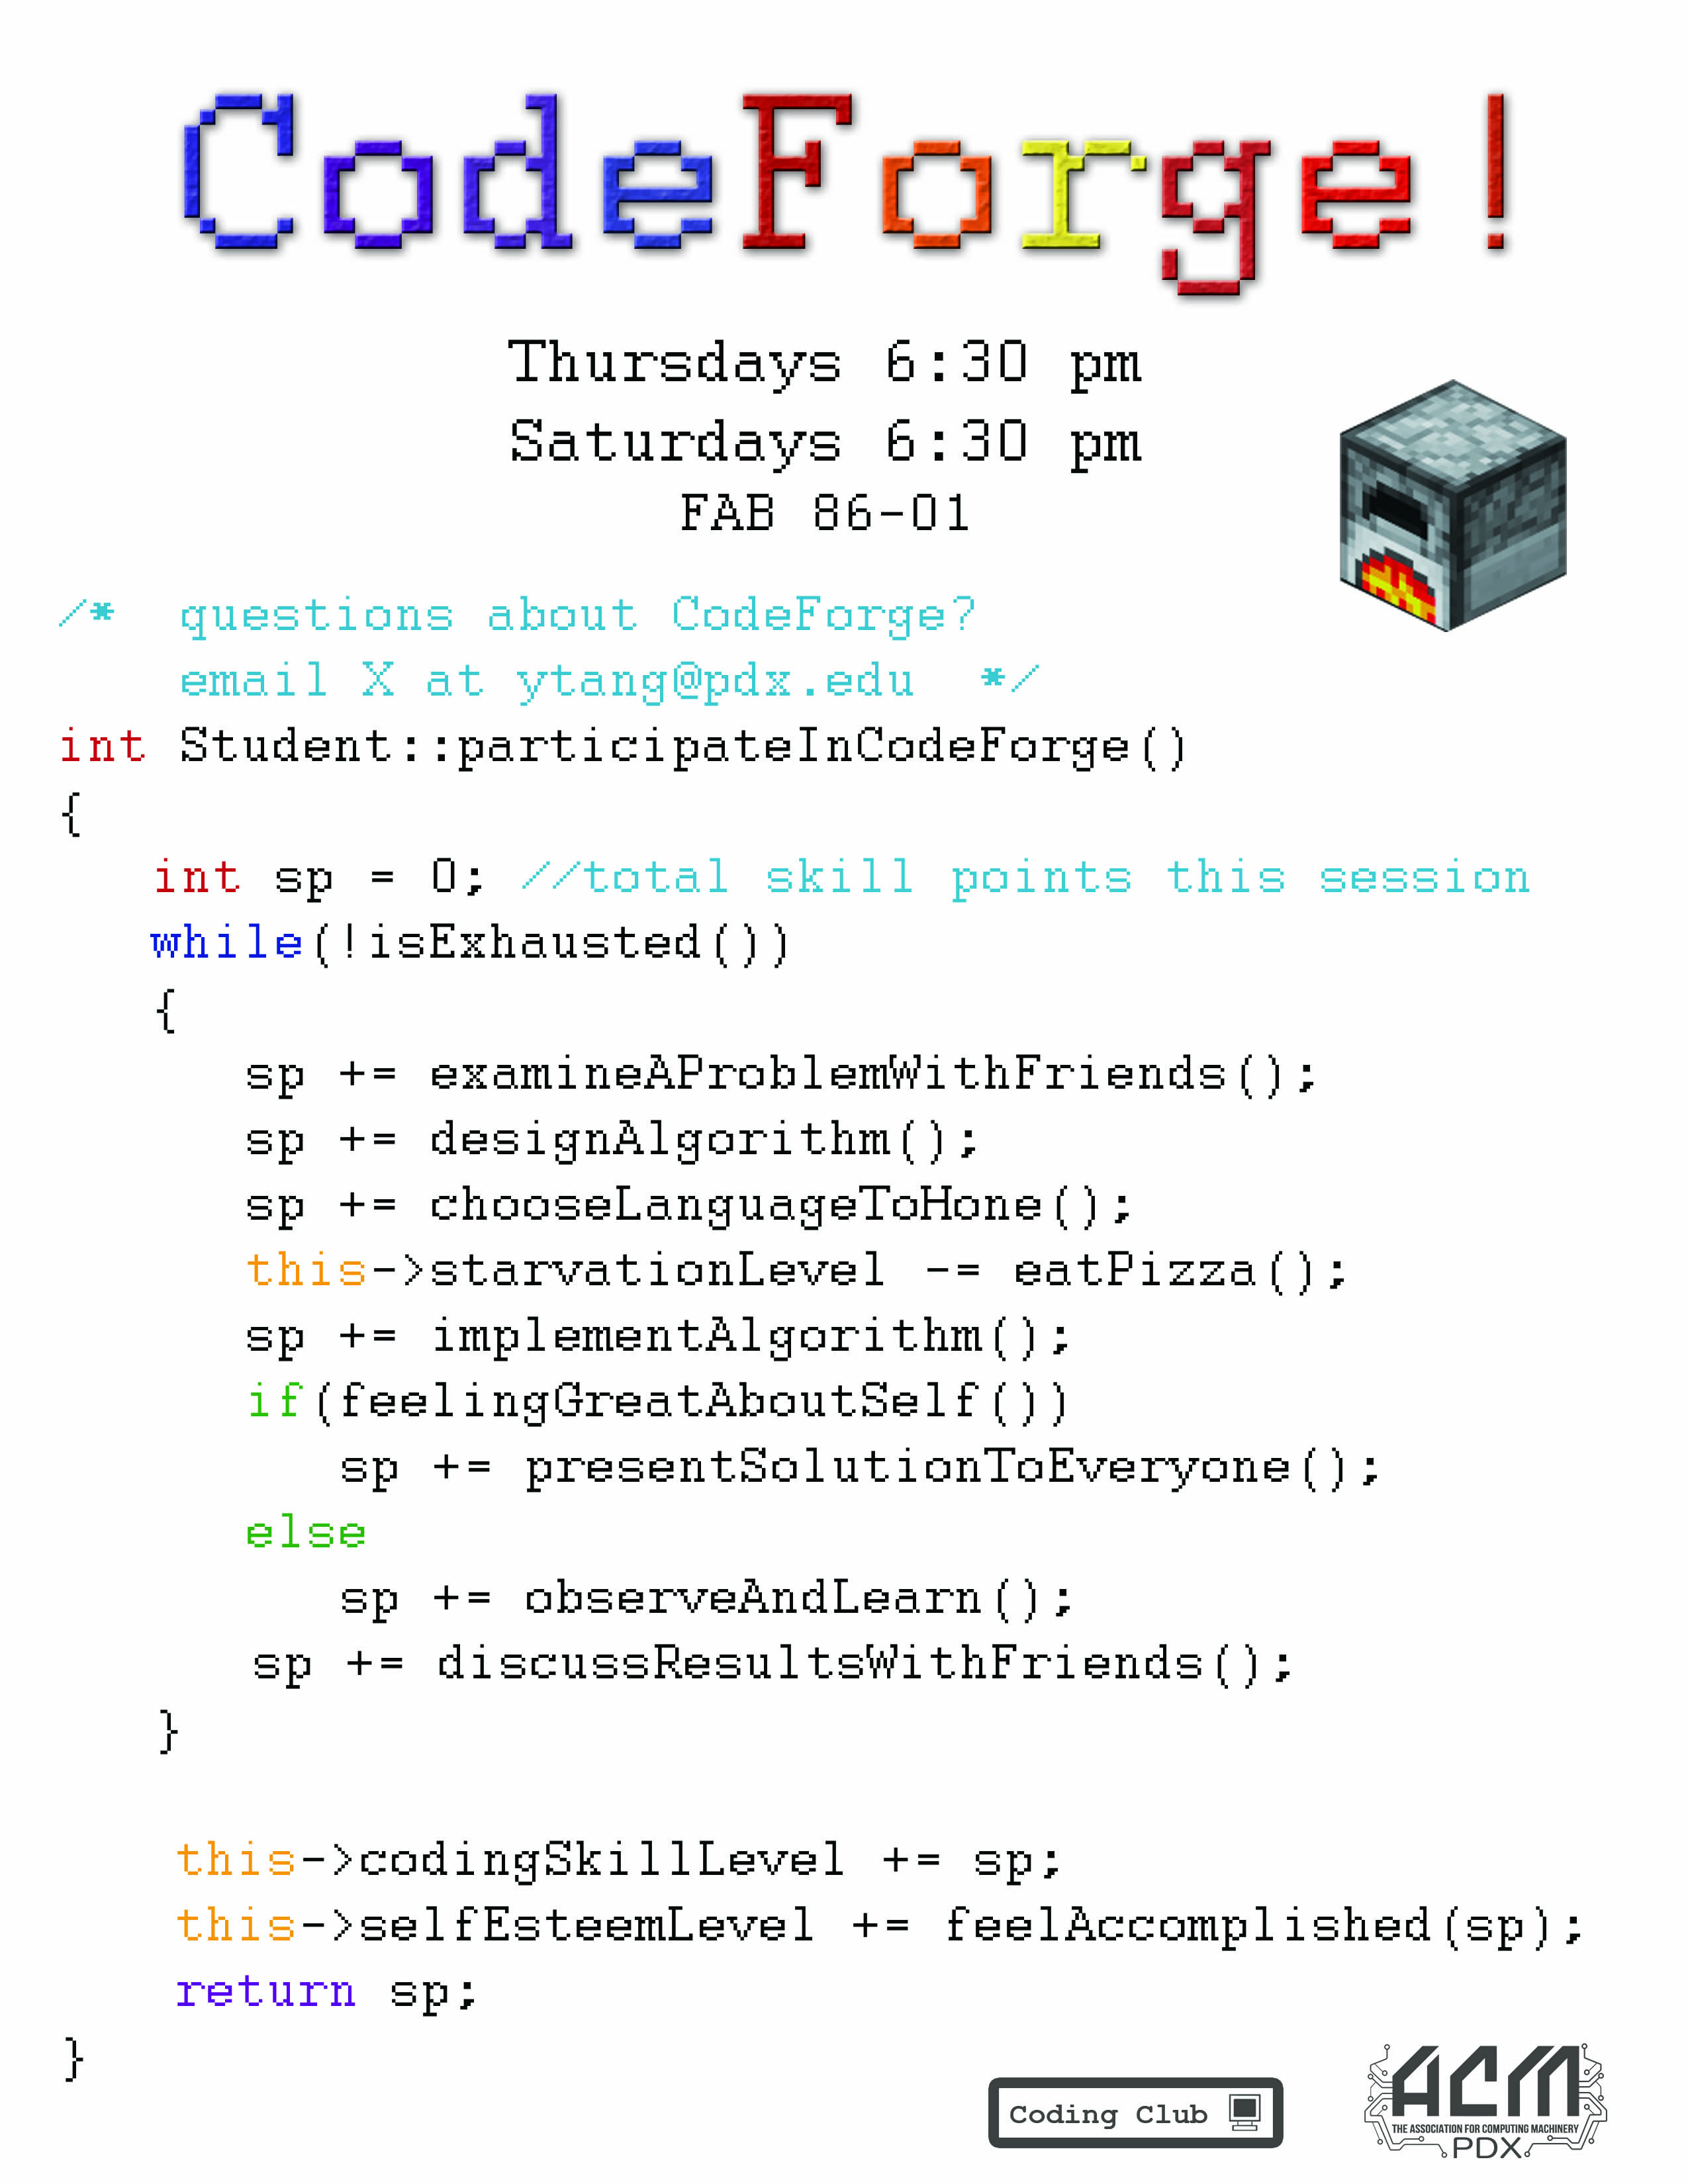 CodeForge!
Thursdays 6:30 pm
Saturdays 6:30 pm
FAB 86-01
/*  questions about CodeForge?
    email X at ytang@pdx.edu  */
int Student::participateInCodeForge()
{
   int sp = 0; //total skill points this session
   while(!isExhausted())
   {
      sp += examineAProblemWithFriends();
      sp += designAlgorithm();
      sp += chooseLanguageToHone();
      this->starvationLevel -= eatPizza();
      sp += implementAlgorithm();
      if(feelingGreatAboutSelf())
         sp += presentSolutionToEveryone();
      else
         sp += observeAndLearn();
      sp += discussResultsWithFriends();
   }
   this->codingSkillLevel += sp;
   this->selfEsteemLevel += feelAccomplished(sp);
   return sp;
}
Coding Club
ACM
THE ASSOCIATION FOR COMPUTING MACHINERY
PDX